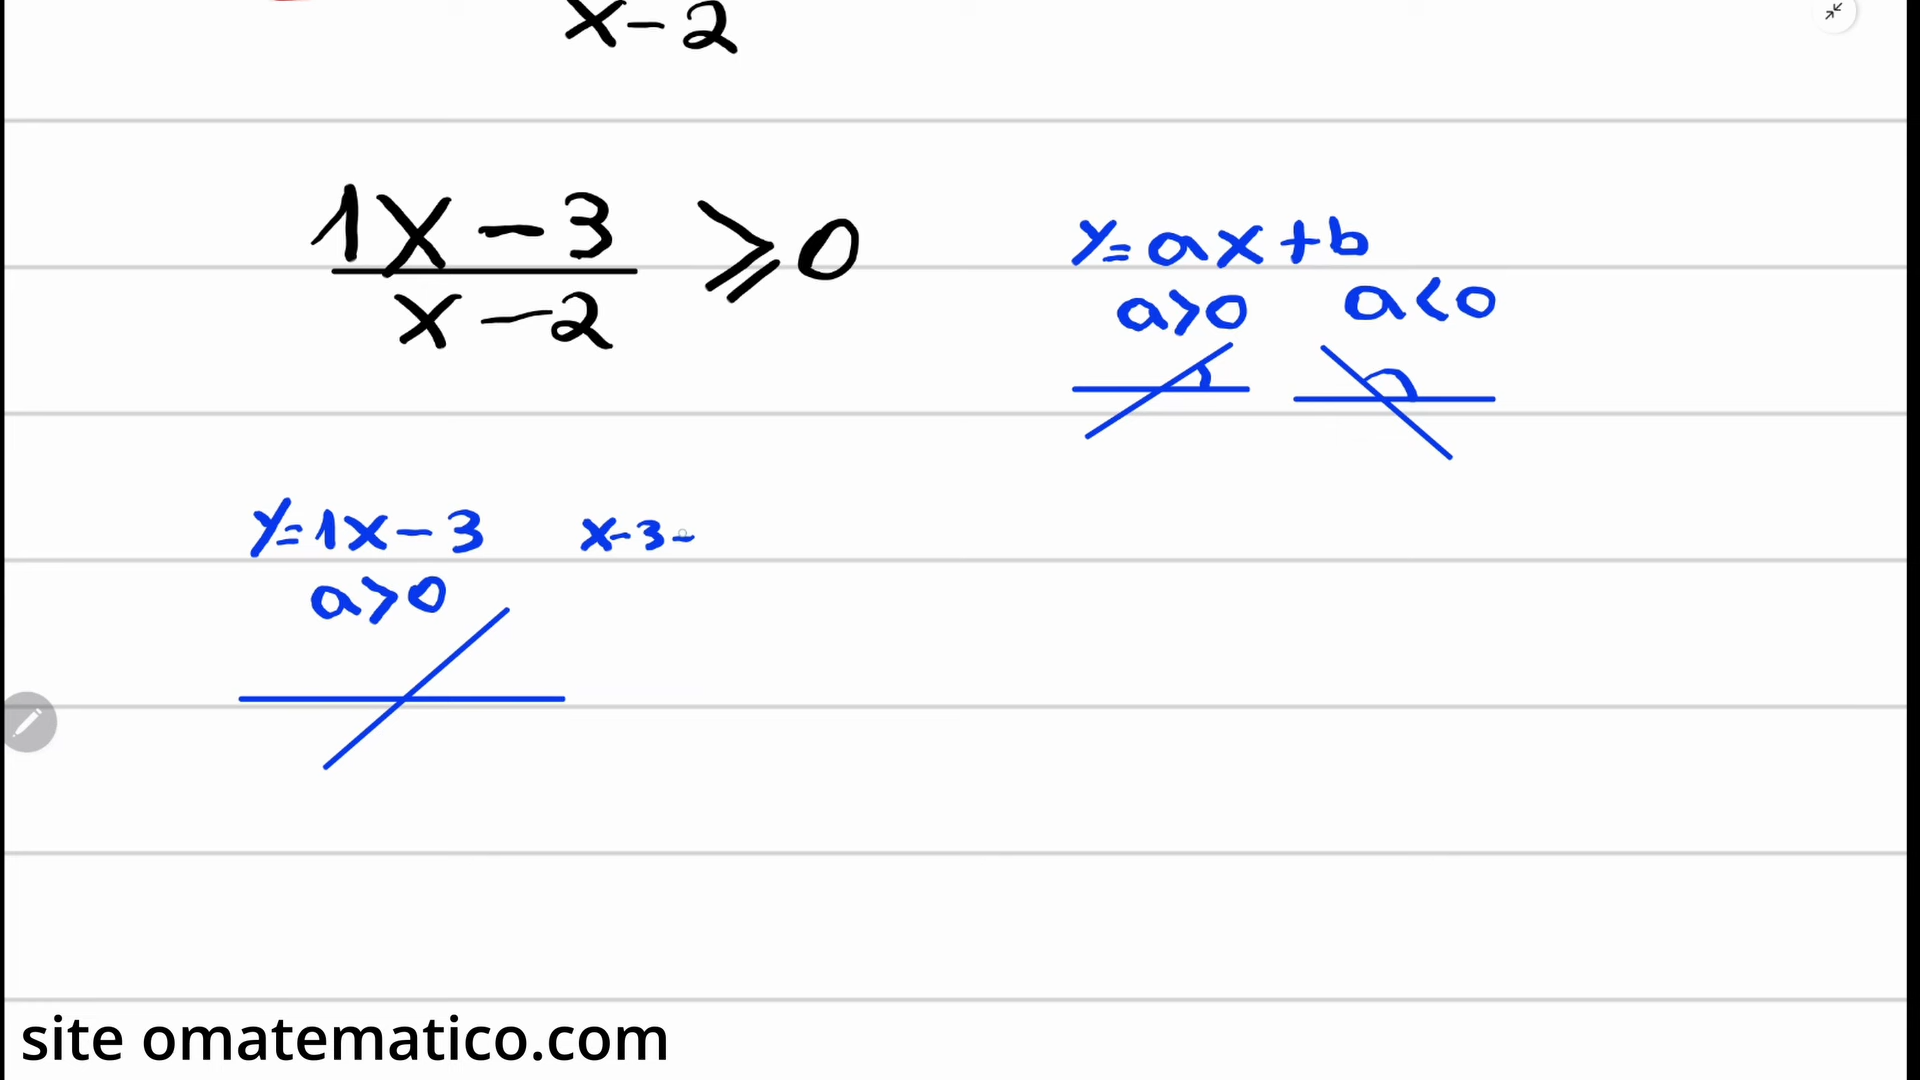 x-2
1x-3 ≥ 0
x-2
y=ax+b
a>0 a<0
y=1x-3 x-3-
a>0
site omatematico.com